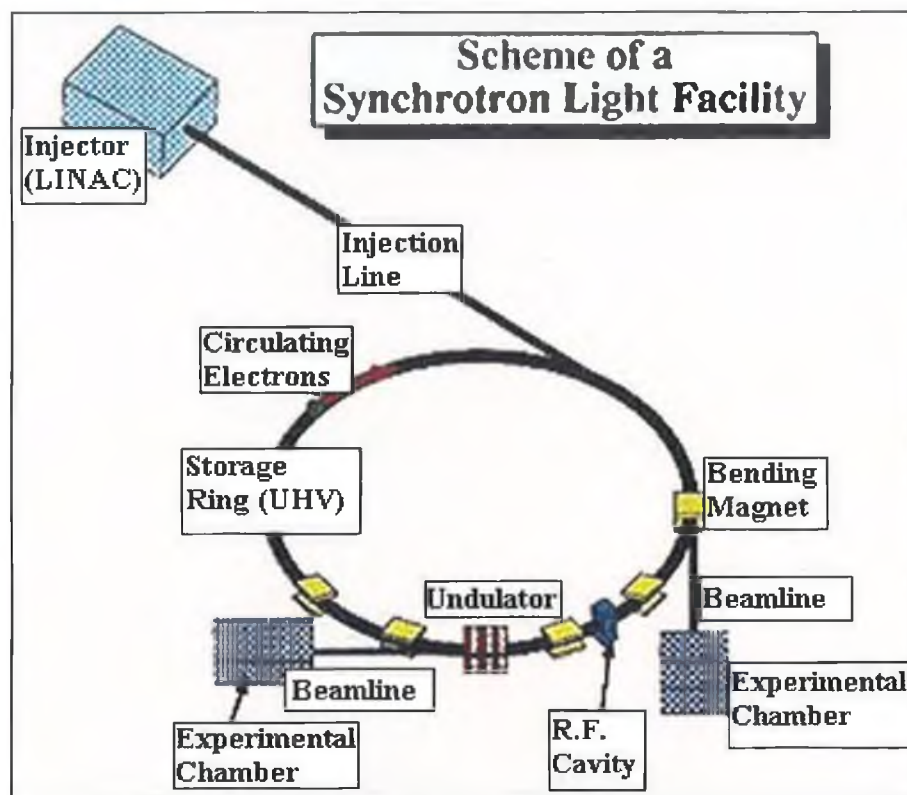 Scheme of a
Synchrotron Light Facility
Injector
(LINAC)
Injection
Line
Circulating
Electrons
Storage
Ring (UHV)
Bending
Magnet
Undulator
Beamline
Beamline
Experimental
Chamber
Experimental
Chamber
R.F.
Cavity